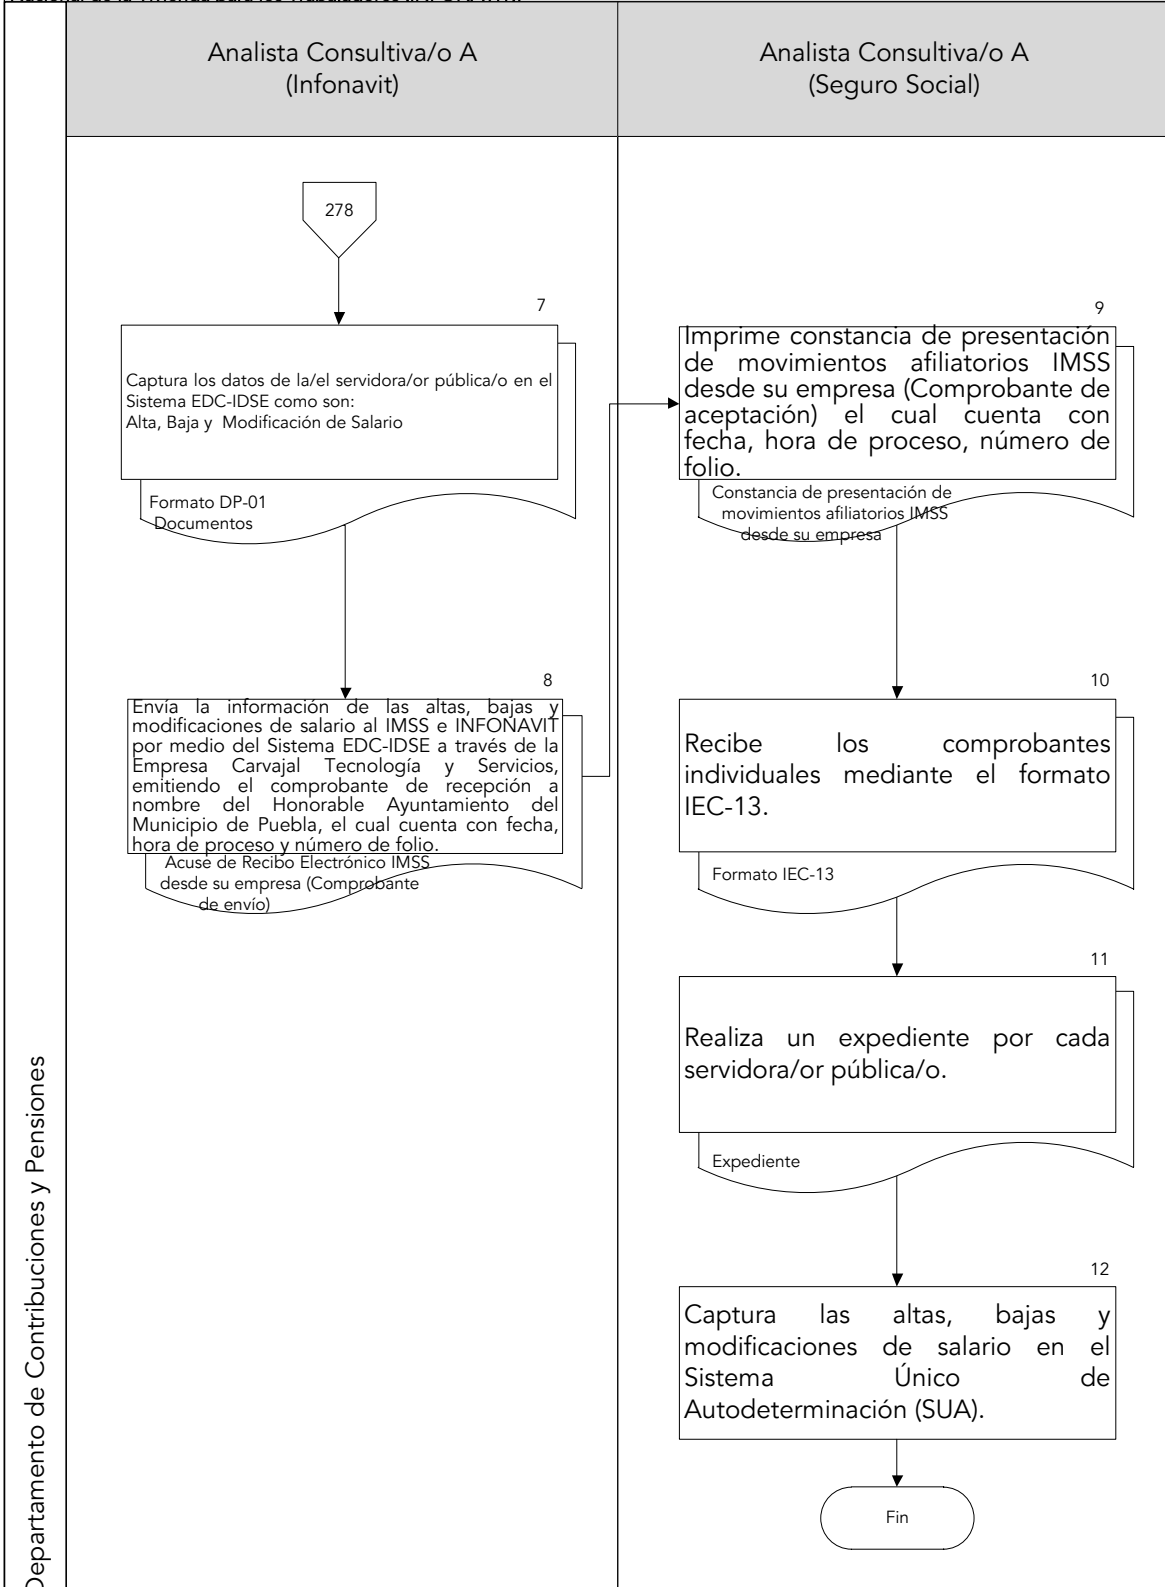 Analista Consultiva/o A
(Infonavit)
Analista Consultiva/o A
(Seguro Social)
278
7
Captura los datos de la/el servidora/or pública/o en el
Sistema EDC-IDSE como son:
Alta, Baja y Modificación de Salario
Formato DP-01
Documentos
8
Envía la información de las altas, bajas y
modificaciones de salario al IMSS e INFONAVIT
por medio del Sistema EDC-IDSE a través de la
Empresa Carvajal Tecnología y Servicios,
emitiendo el comprobante de recepción a
nombre del Honorable Ayuntamiento del
Municipio de Puebla, el cual cuenta con fecha,
hora de proceso y número de folio.
Acuse de Recibo Electrónico IMSS
desde su empresa (Comprobante
de envío)
9
Imprime constancia de presentación
de movimientos afiliatorios IMSS
desde su empresa (Comprobante de
aceptación) el cual cuenta con
fecha, hora de proceso, número de
folio.
Constancia de presentación de
movimientos afiliatorios IMSS
desde su empresa
10
Recibe los comprobantes
individuales mediante el formato
IEC-13.
Formato IEC-13
11
Realiza un expediente por cada
servidora/or pública/o.
Expediente
12
Captura las altas, bajas y
modificaciones de salario en el
Sistema Único de
Autodeterminación (SUA).
Fin
Departamento de Contribuciones y Pensiones